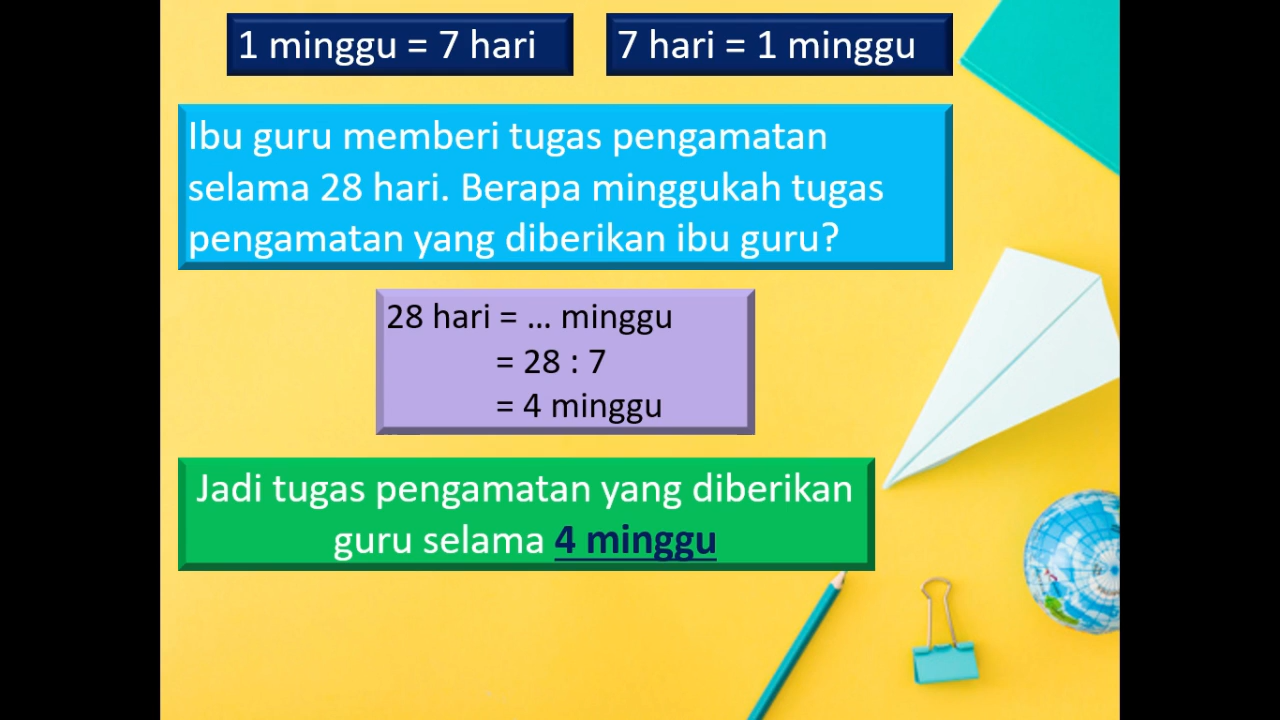 1 minggu = 7 hari
7 hari = 1 minggu
Ibu guru memberi tugas pengamatan
selama 28 hari. Berapa minggukah tugas
pengamatan yang diberikan ibu guru?
28 hari = ... minggu
= 28 : 7
= 4 minggu
Jadi tugas pengamatan yang diberikan
guru selama 4 minggu